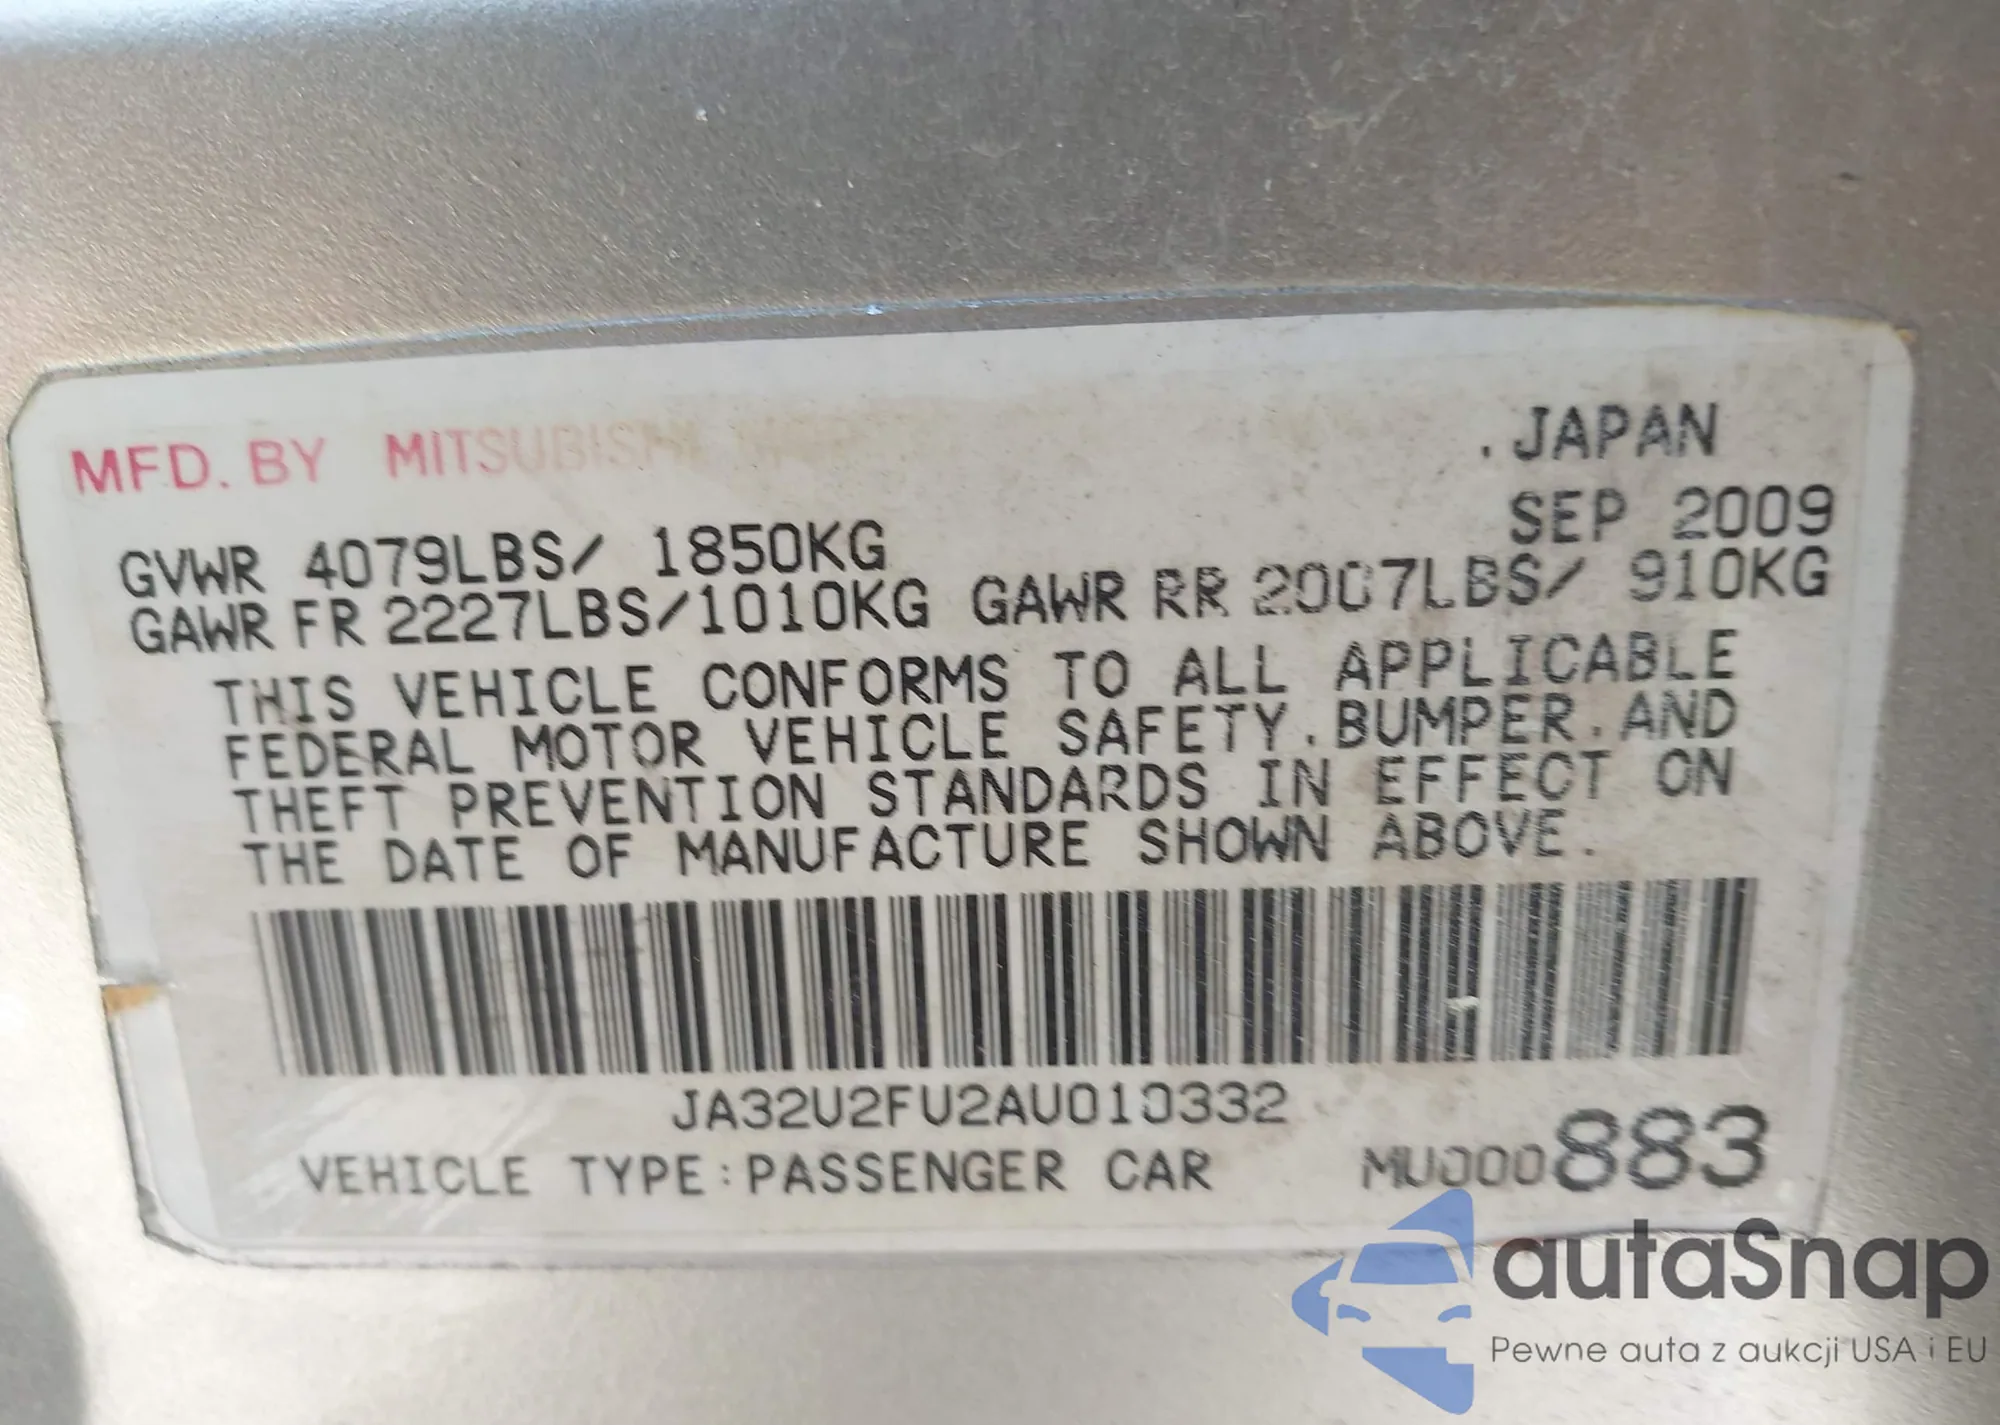 MFD. BY MITSUBISHI
.JAPAN
SEP 2009
GVWR 4079LBS/ 1850KG
GAWR FR 2227LBS/1010KG GAWR RR 2007LBS/ 910KG
THIS VEHICLE CONFORMS TO ALL APPLICABLE
FEDERAL MOTOR VEHICLE SAFETY.BUMPER.AND
THEFT PREVENTION STANDARDS IN EFFECT ON
THE DATE OF MANUFACTURE SHOWN ABOVE.
JA32U2FU2AU010332
VEHICLE TYPE:PASSENGER CAR MU000883
autaSnap
Pewne auta z aukcji USA i EU